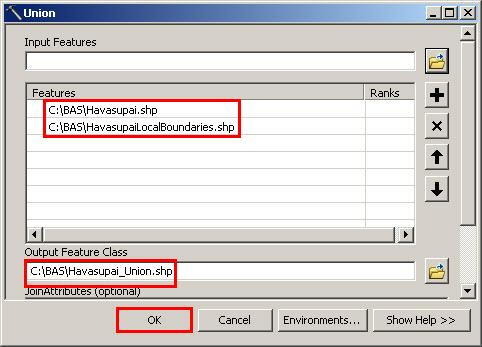 Union
Input Features
Features Ranks
C:\BAS\Havasupai.shp
C:\BAS\HavasupaiLocalBoundaries.shp
Output Feature Class
C:\BAS\Havasupai_Union.shp
JoinAttributes (optional)
OK Cancel Environments... Show Help >>